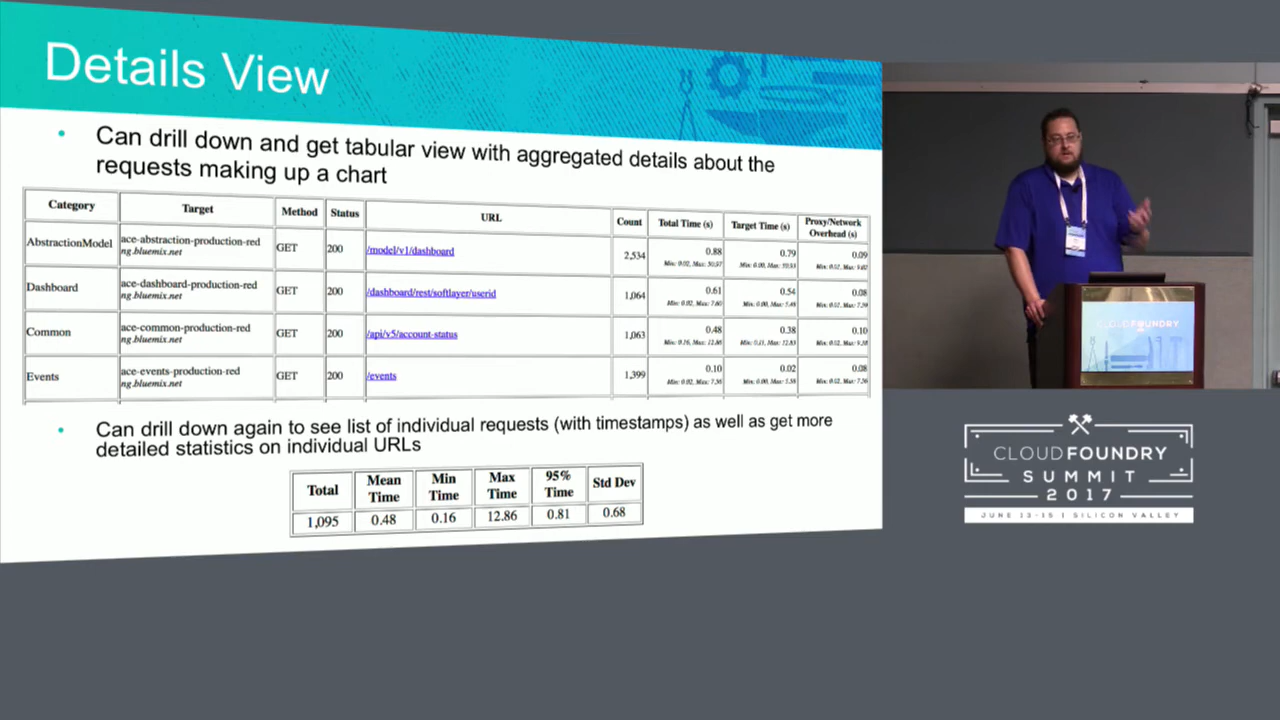 Details View
• Can drill down and get tabular view with aggregated details about the
requests making up a chart
Category Target Method Status URL Count Total Time (s) Target Time (s) Proxy/Network Overhead (s)
AbstractionModel ace-abstraction-production-red ng.bluemix.net GET 200 /model/v1/dashboard 2,534 0.88 0.79 0.09
Dashboard ace-dashboard-production-red ng.bluemix.net GET 200 /dashboard/rest/softlayer/userid 1,064 0.61 0.54 0.08
Common ace-common-production-red ng.bluemix.net GET 200 /api/v5/account-status 1,063 0.48 0.38 0.10
Events ace-events-production-red ng.bluemix.net GET 200 /events 1,399 0.10 0.02 0.08
• Can drill down again to see list of individual requests (with timestamps) as well as get more
detailed statistics on individual URLs
Total Mean Time Min Time Max Time 95% Time Std Dev
1,095 0.48 0.16 12.86 0.81 0.68
CLOUDFOUNDRY
CLOUDFOUNDRY
SUMMIT
2017
JUNE 13-15 | SILICON VALLEY